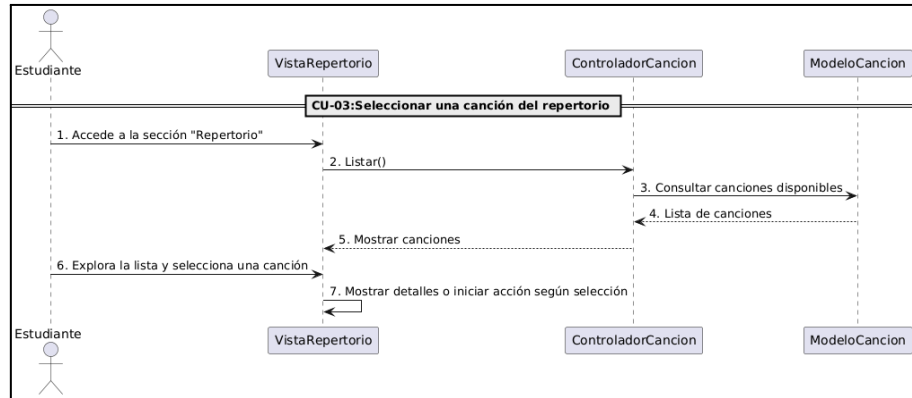 Estudiante
VistaRepertorio
ControladorCancion
ModeloCancion
CU-03:Seleccionar una canción del repertorio
1. Accede a la sección "Repertorio"
2. Listar()
3. Consultar canciones disponibles
4. Lista de canciones
5. Mostrar canciones
6. Explora la lista y selecciona una canción
7. Mostrar detalles o iniciar acción según selección
Estudiante
VistaRepertorio
ControladorCancion
ModeloCancion